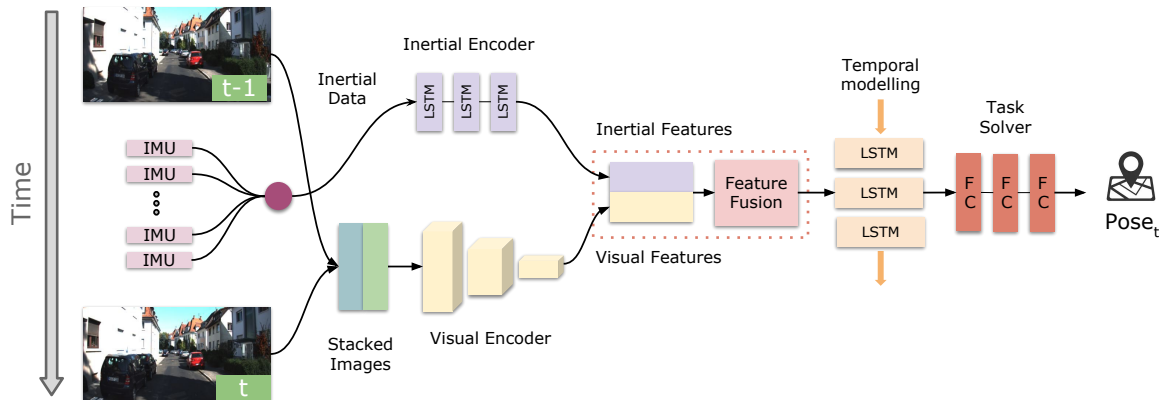 Time
t-1
IMU
IMU
IMU
IMU
t
Inertial
Data
Stacked
Images
Inertial Encoder
LSTM
LSTM
LSTM
Visual Encoder
Inertial Features
Feature
Fusion
Visual Features
Temporal
modelling
LSTM
LSTM
LSTM
Task
Solver
F
C
F
C
F
C
Pose_t